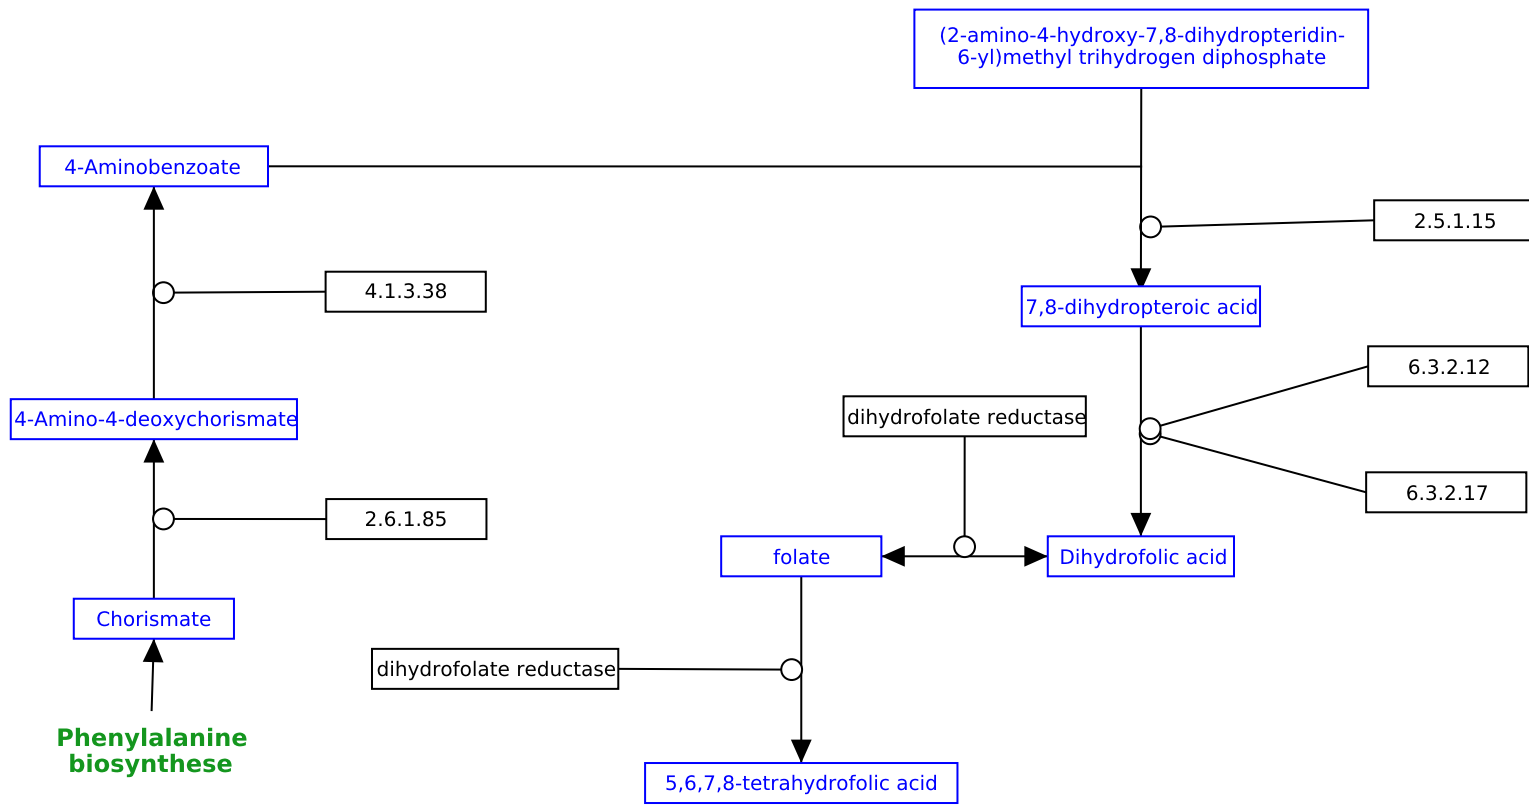 (2-amino-4-hydroxy-7,8-dihydropteridin-
6-yl)methyl trihydrogen diphosphate
4-Aminobenzoate
2.5.1.15
4.1.3.38
7,8-dihydropteroic acid
6.3.2.12
4-Amino-4-deoxychorismate
dihydrofolate reductase
6.3.2.17
2.6.1.85
folate
Dihydrofolic acid
Chorismate
dihydrofolate reductase
Phenylalanine
biosynthese
5,6,7,8-tetrahydrofolic acid